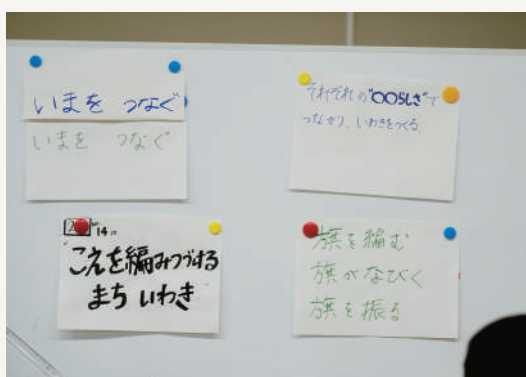 いまを つなぐ
いまを つなぐ
それぞれの"○○らしさ"で
つながり、いわきをつくる。
14
こえを編みつづける
まち いわき
旗を編む
旗がなびく
旗を振る